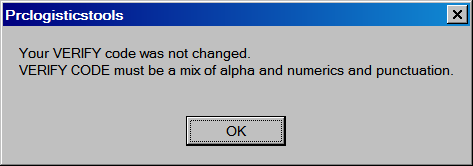 Prclogisticstools
Your VERIFY code was not changed.
VERIFY CODE must be a mix of alpha and numerics and punctuation.
OK